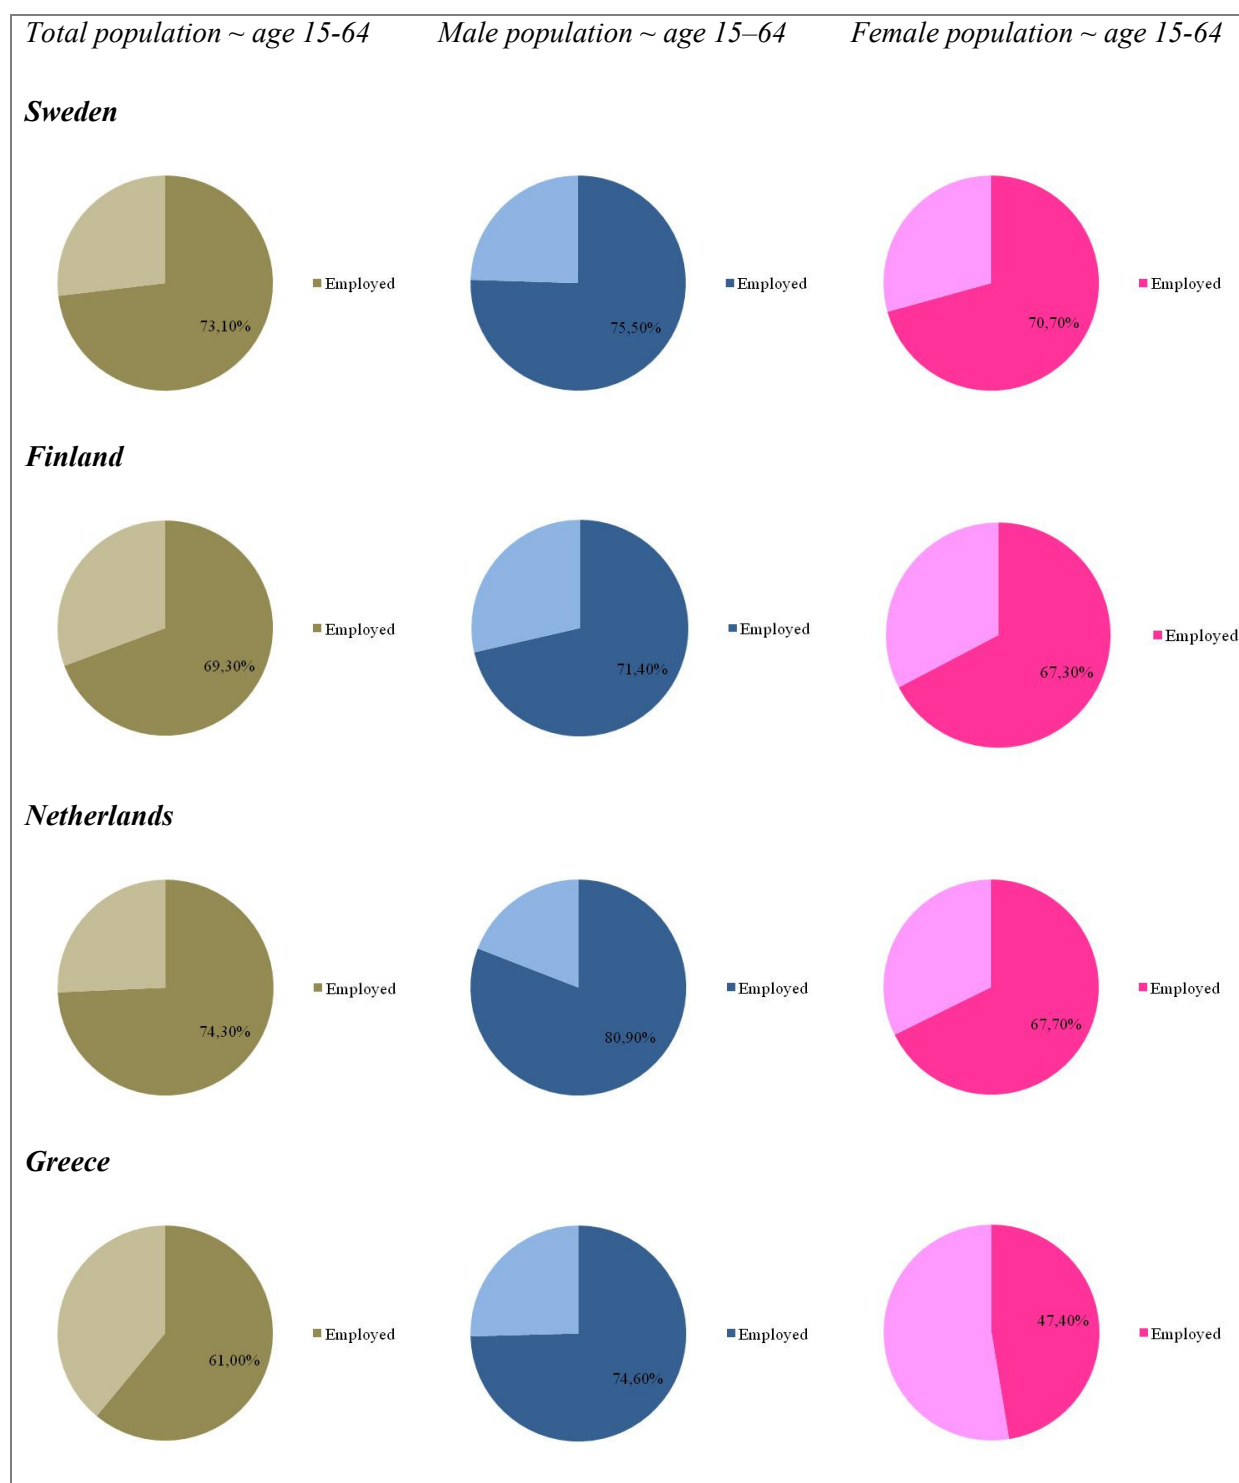 Total population ~ age 15-64 Male population ~ age 15–64 Female population ~ age 15-64
Sweden
73,10% Employed 75,50% Employed 70,70% Employed
Finland
69,30% Employed 71,40% Employed 67,30% Employed
Netherlands
74,30% Employed 80,90% Employed 67,70% Employed
Greece
61,00% Employed 74,60% Employed 47,40% Employed